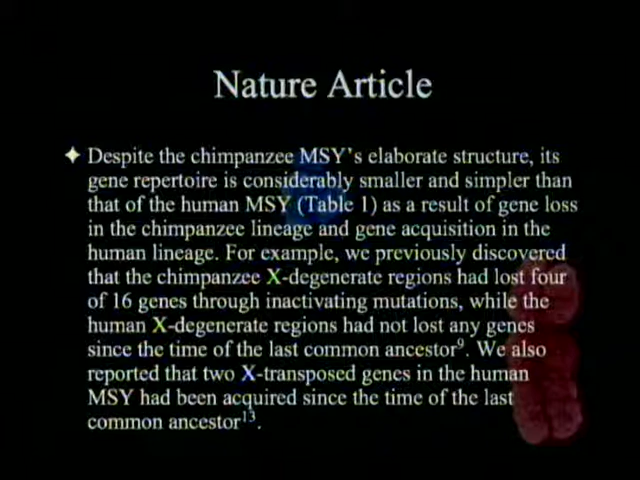 Nature Article
✦ Despite the chimpanzee MSY's elaborate structure, its
gene repertoire is considerably smaller and simpler than
that of the human MSY (Table 1) as a result of gene loss
in the chimpanzee lineage and gene acquisition in the
human lineage. For example, we previously discovered
that the chimpanzee X-degenerate regions had lost four
of 16 genes through inactivating mutations, while the
human X-degenerate regions had not lost any genes
since the time of the last common ancestor⁹. We also
reported that two X-transposed genes in the human
MSY had been acquired since the time of the last
common ancestor¹³.